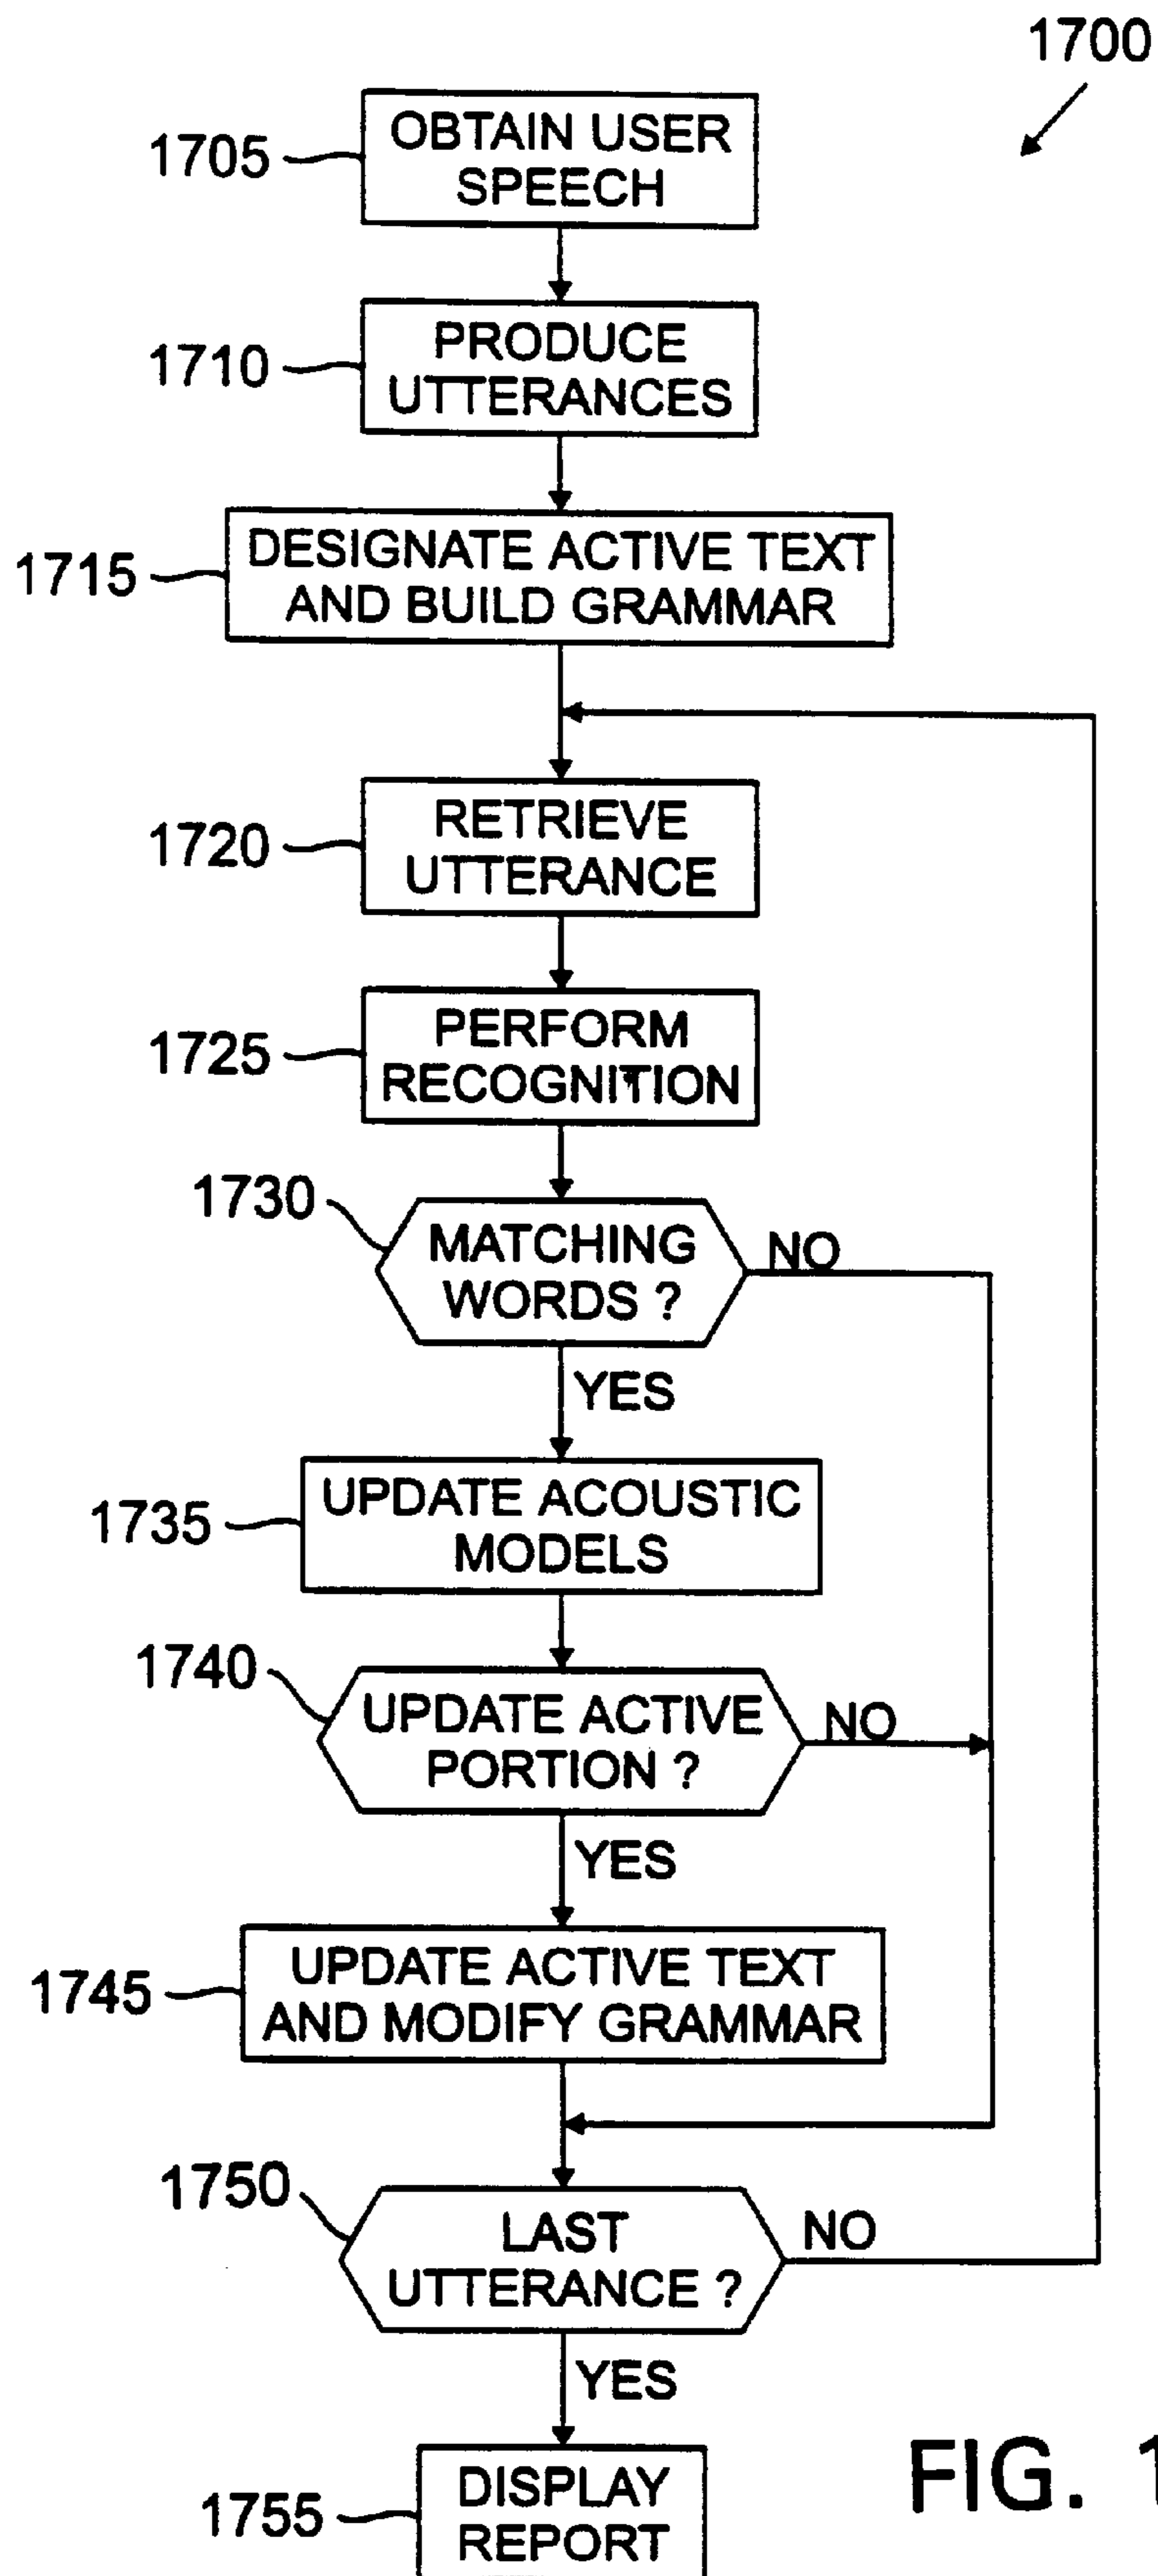 1700
1705
OBTAIN USER
SPEECH
1710
PRODUCE
UTTERANCES
1715
DESIGNATE ACTIVE TEXT
AND BUILD GRAMMAR
1720
RETRIEVE
UTTERANCE
1725
PERFORM
RECOGNITION
1730
MATCHING
WORDS ?
NO
YES
1735
UPDATE ACOUSTIC
MODELS
1740
UPDATE ACTIVE
PORTION ?
NO
YES
1745
UPDATE ACTIVE TEXT
AND MODIFY GRAMMAR
1750
LAST
UTTERANCE ?
NO
YES
1755
DISPLAY
REPORT
FIG.